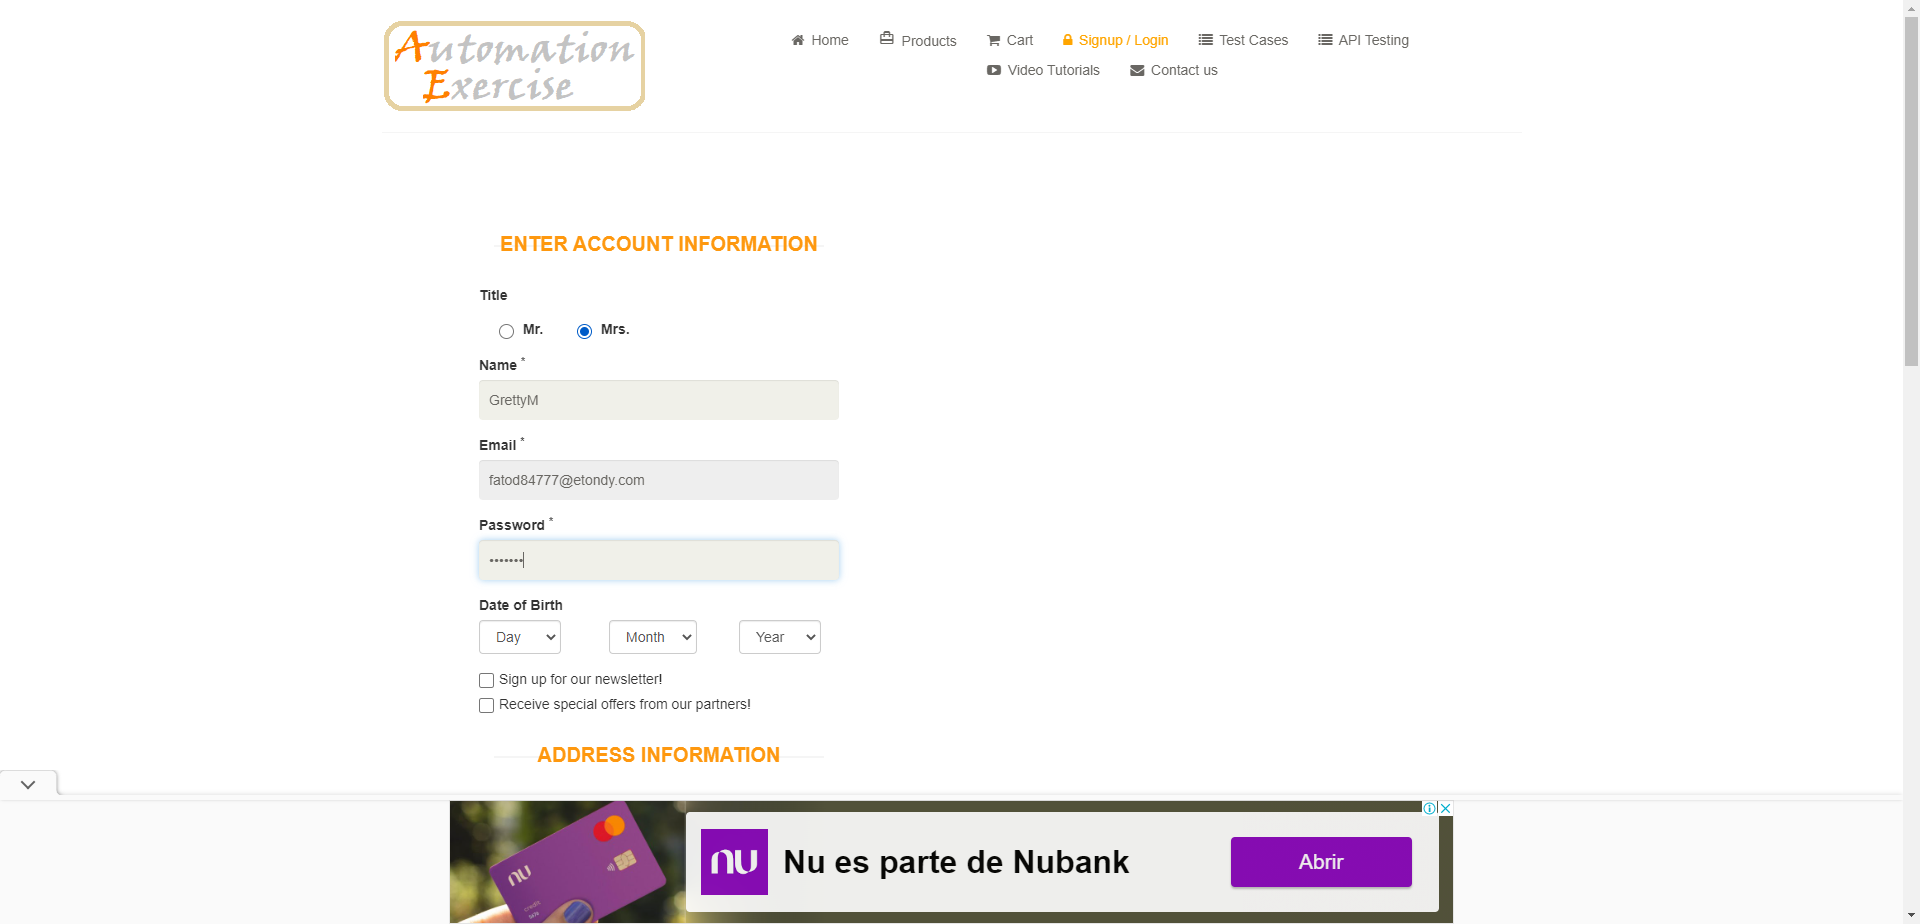 Automation
Exercise
Home
Products
Cart
Signup / Login
Test Cases
API Testing
Video Tutorials
Contact us
ENTER ACCOUNT INFORMATION
Title
Mr.
Mrs.
Name *
GrettyM
Email *
fatod84777@etondy.com
Password *
•••••••
Date of Birth
Day
Month
Year
Sign up for our newsletter!
Receive special offers from our partners!
ADDRESS INFORMATION
nu
nu
Nu es parte de Nubank
Abrir